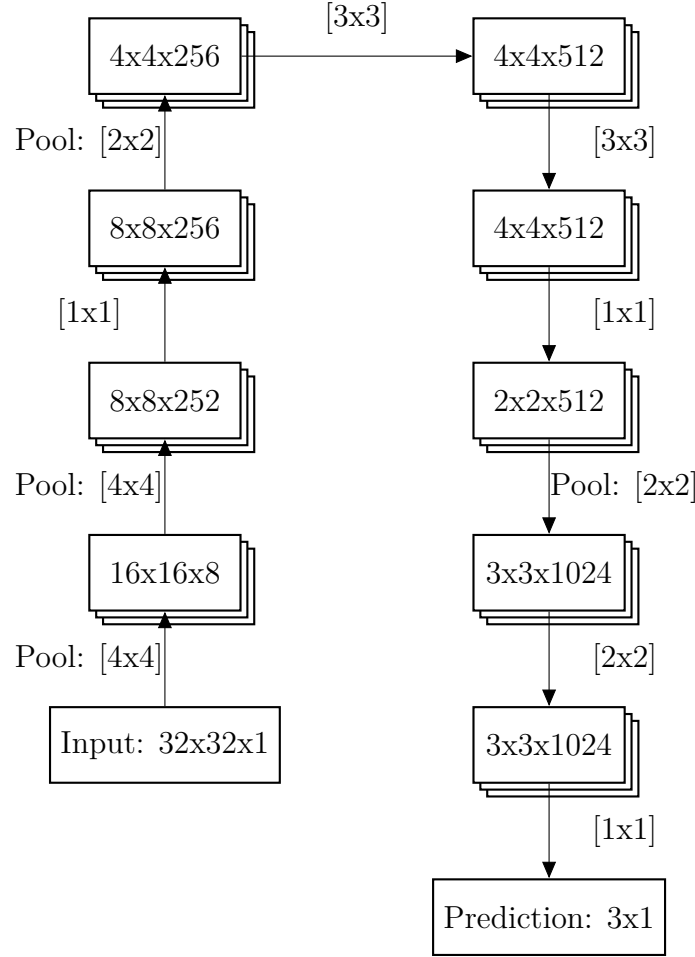 [3x3]
4x4x256
4x4x512
Pool: [2x2]
[3x3]
8x8x256
4x4x512
[1x1]
[1x1]
8x8x252
2x2x512
Pool: [4x4]
Pool: [2x2]
16x16x8
3x3x1024
Pool: [4x4]
[2x2]
Input: 32x32x1
3x3x1024
[1x1]
Prediction: 3x1